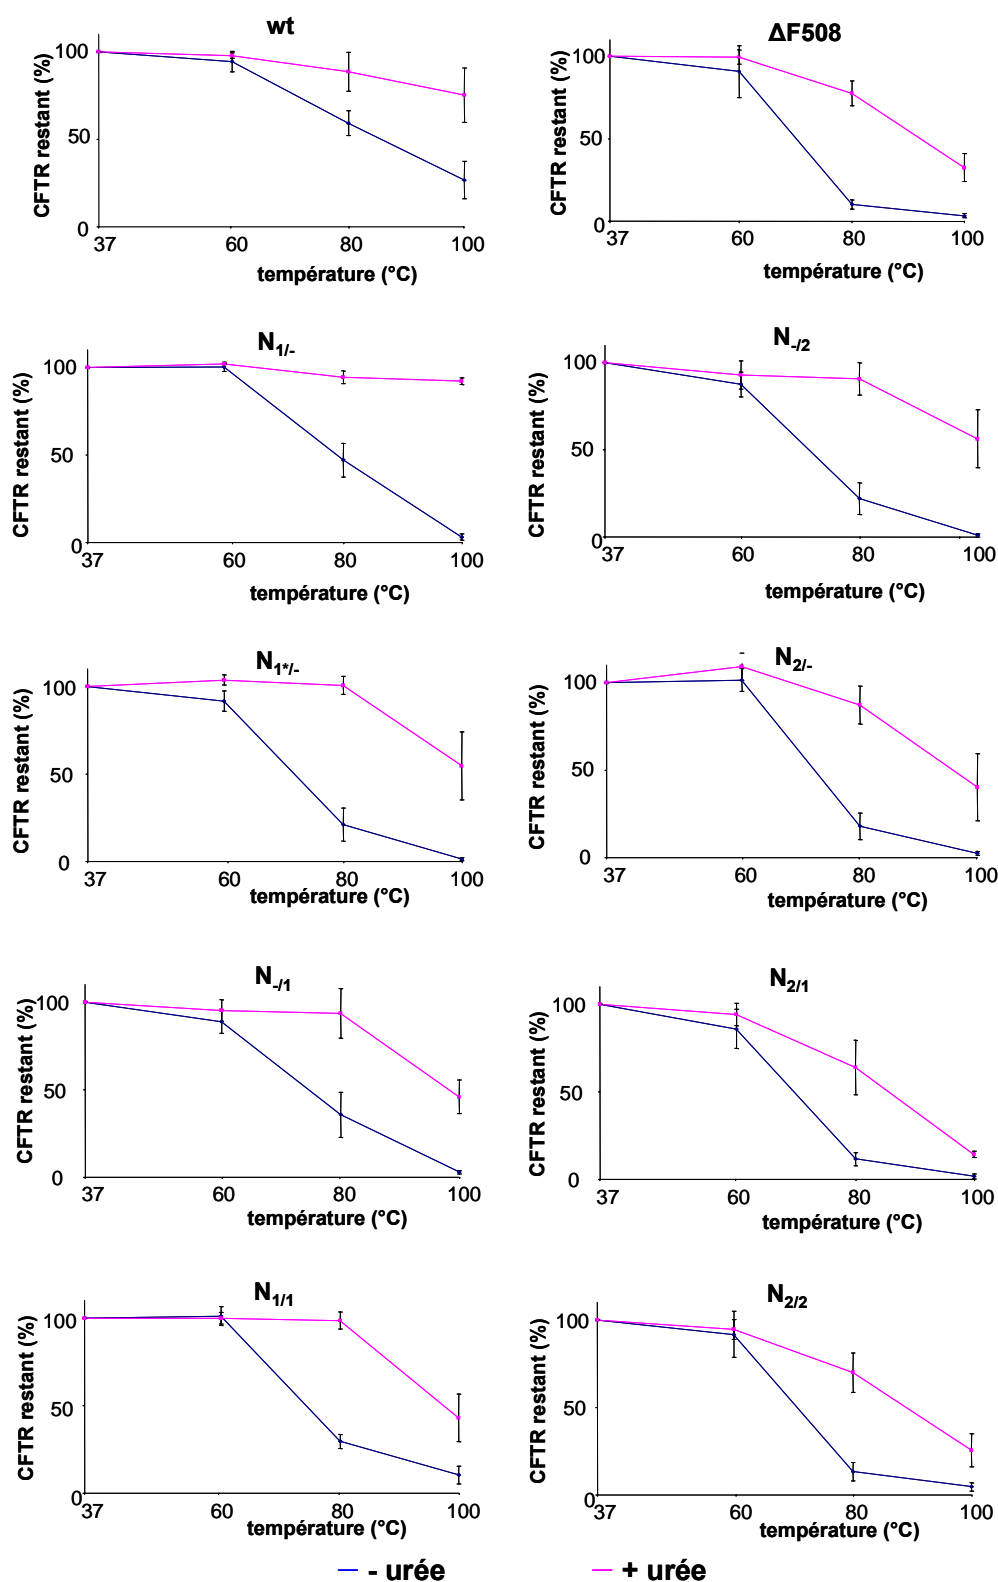 wt
CFTR restant (%)
100
50
0
37 60 80 100
température (°C)
ΔF508
CFTR restant (%)
100
50
0
37 60 80 100
température (°C)
N1/-
CFTR restant (%)
100
50
0
37 60 80 100
température (°C)
N-/2
CFTR restant (%)
100
50
0
37 60 80 100
température (°C)
N1*/-
CFTR restant (%)
100
50
0
37 60 80 100
température (°C)
N2/-
CFTR restant (%)
100
50
0
37 60 80 100
température (°C)
N-/1
CFTR restant (%)
100
50
0
37 60 80 100
température (°C)
N2/1
CFTR restant (%)
100
50
0
37 60 80 100
température (°C)
N1/1
CFTR restant (%)
100
50
0
37 60 80 100
température (°C)
N2/2
CFTR restant (%)
100
50
0
37 60 80 100
température (°C)
- urée
+ urée